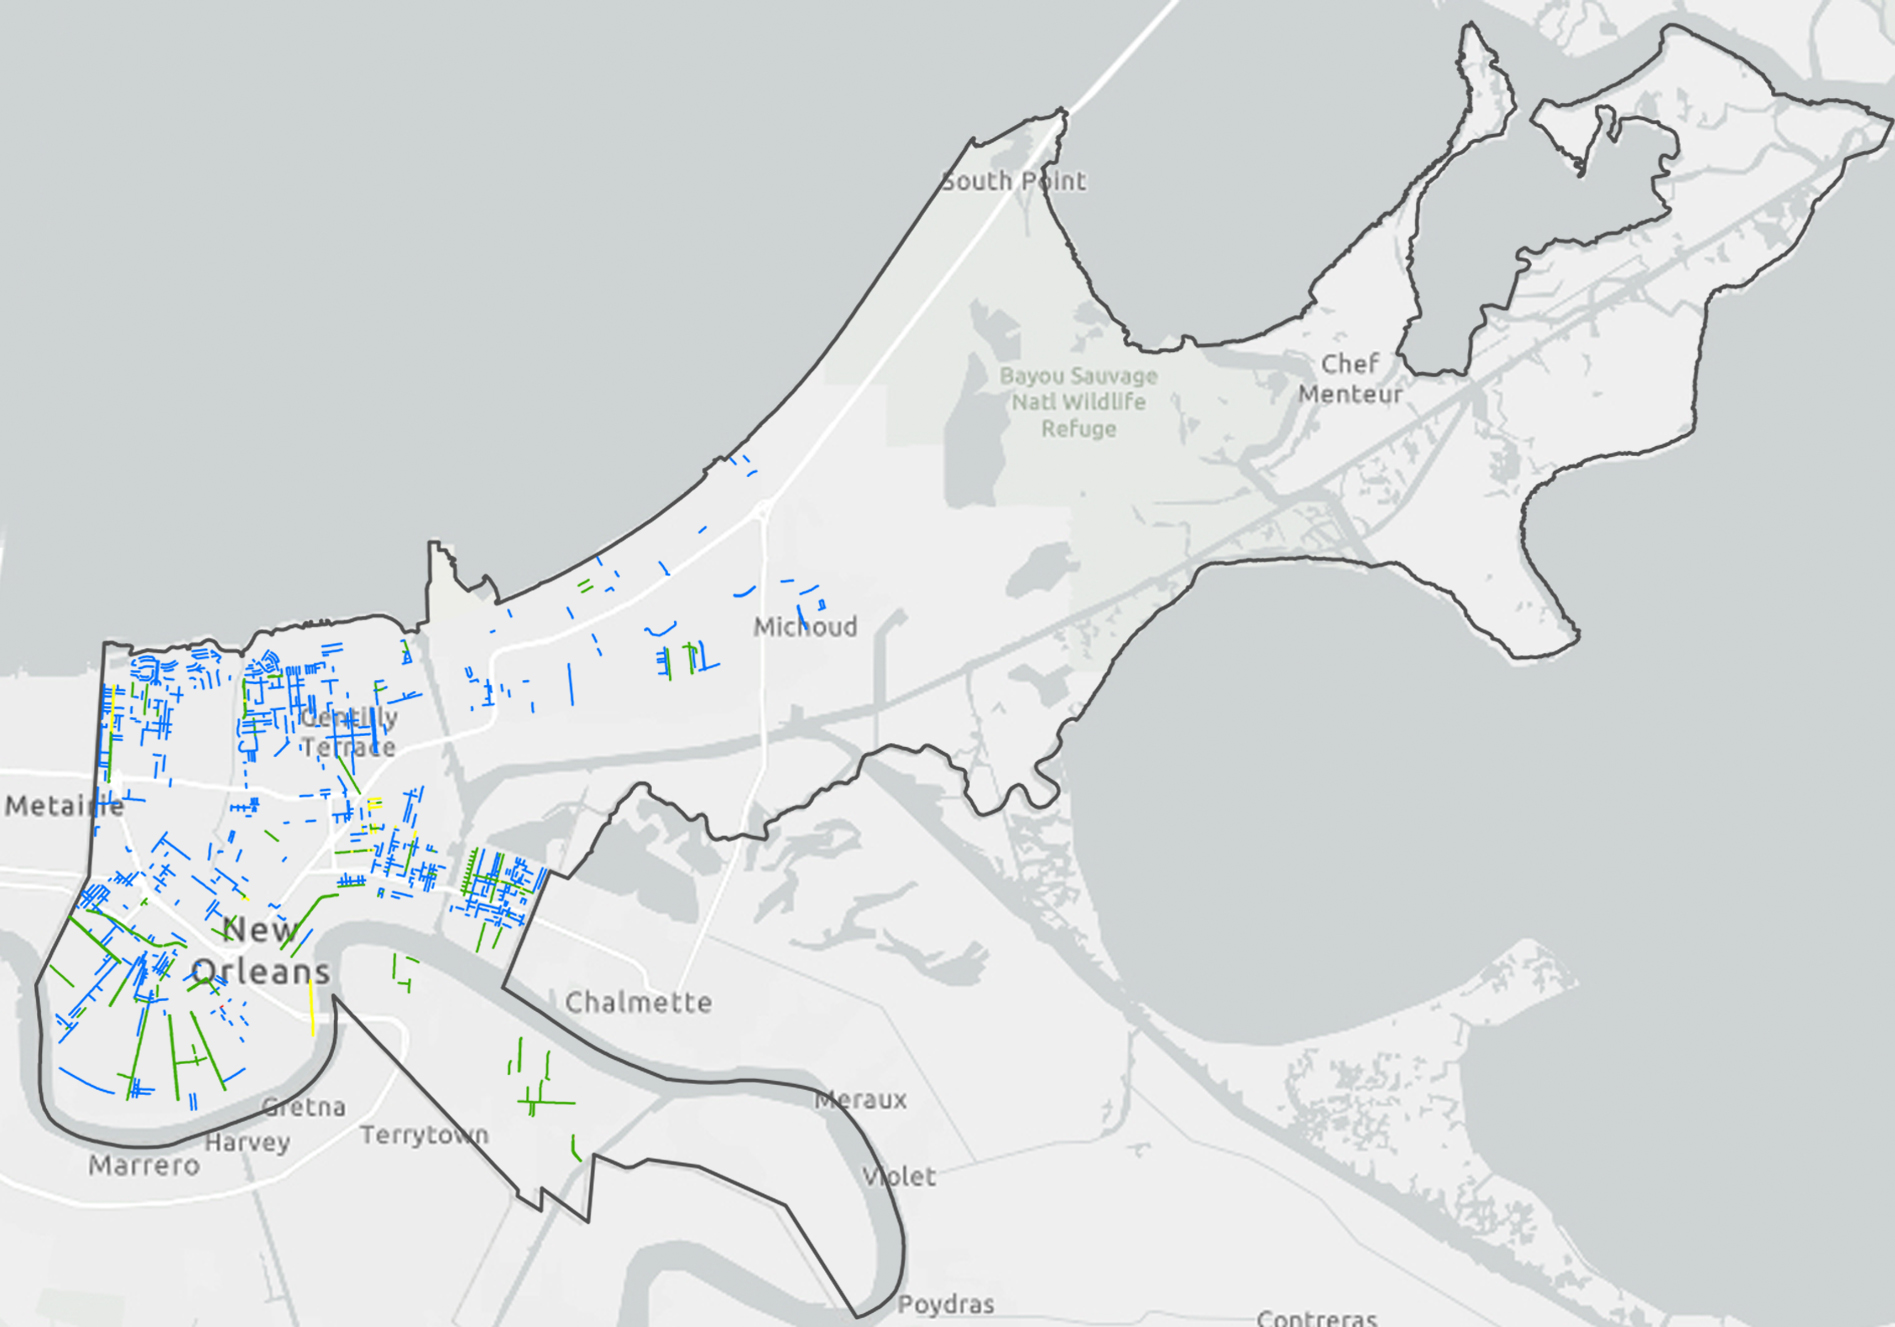 South Point
Chef
Menteur
Bayou Sauvage
Natl Wildlife
Refuge
Michoud
Gentilly
Terrace
Metairie
New
Orleans
Chalmette
Meraux
Gretna
Terrytown
Harvey
Marrero
Violet
Poydras
Contreras